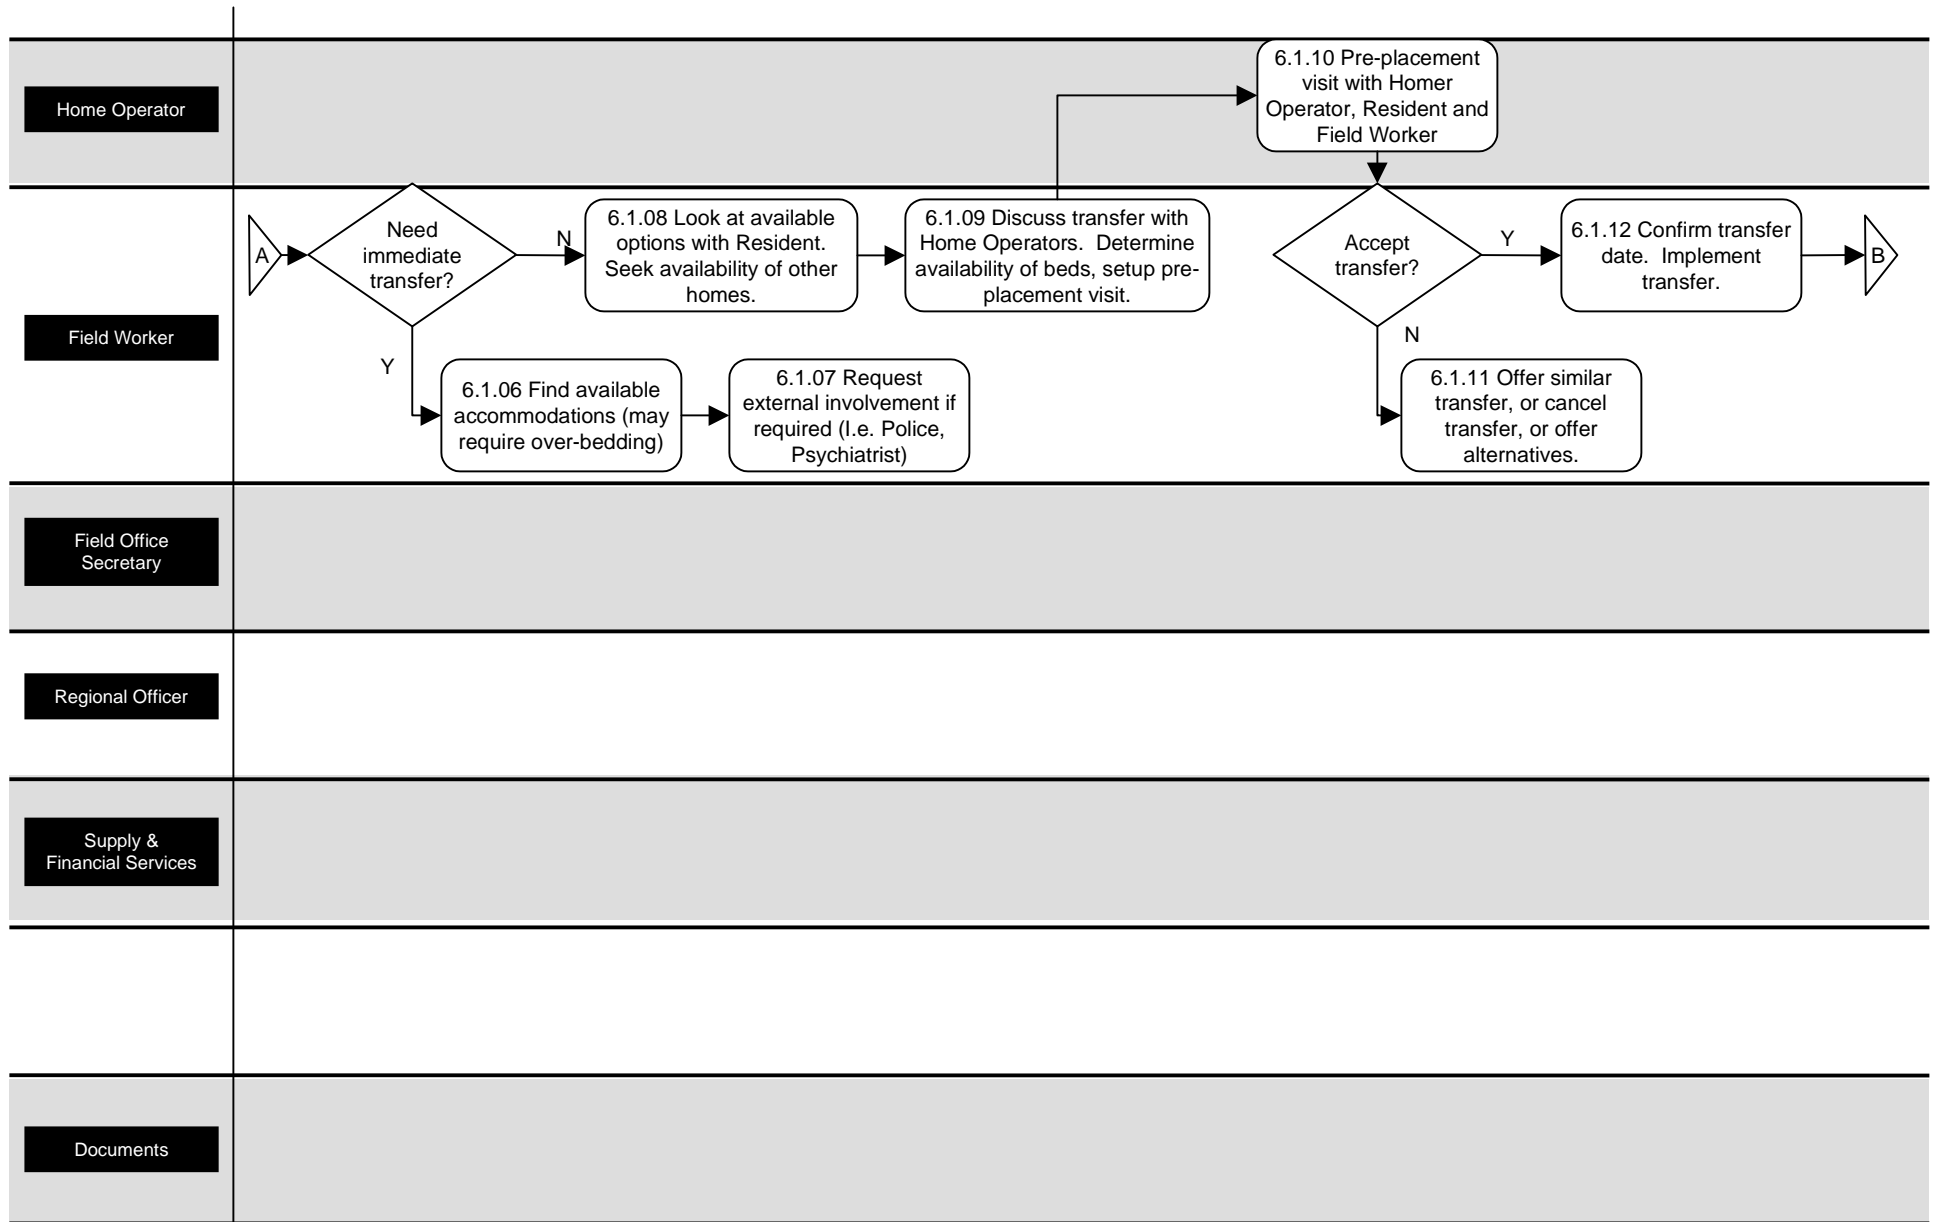 Home Operator
6.1.10 Pre-placement
visit with Homer
Operator, Resident and
Field Worker
Field Worker
A
Need
immediate
transfer?
N
6.1.08 Look at available
options with Resident.
Seek availability of other
homes.
6.1.09 Discuss transfer with
Home Operators.  Determine
availability of beds, setup pre-
placement visit.
Accept
transfer?
Y
6.1.12 Confirm transfer
date.  Implement
transfer.
B
Y
6.1.06 Find available
accommodations (may
require over-bedding)
6.1.07 Request
external involvement if
required (I.e. Police,
Psychiatrist)
N
6.1.11 Offer similar
transfer, or cancel
transfer, or offer
alternatives.
Field Office
Secretary
Regional Officer
Supply &
Financial Services
Documents